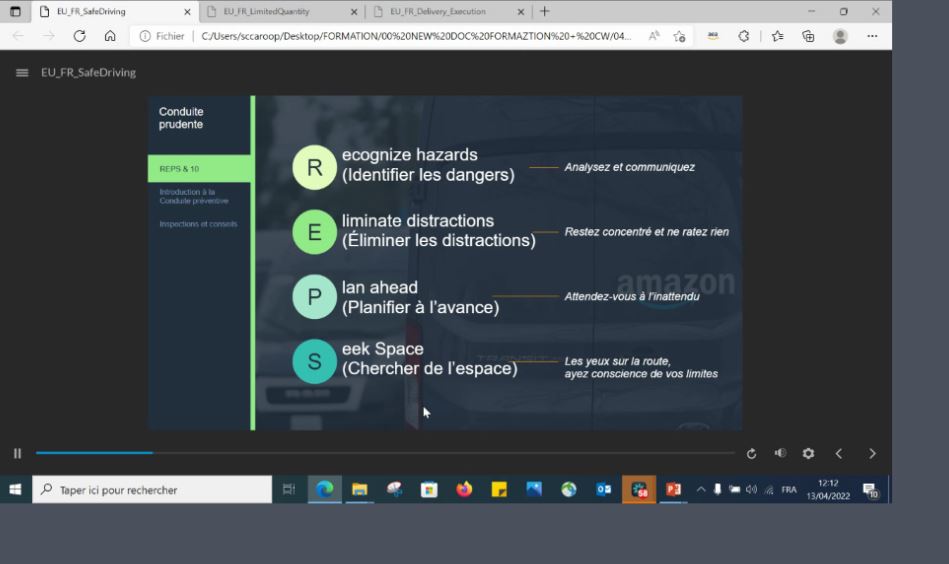 EU_FR_SafeDriving
EU_FR_LimitedQuantity
EU_FR_Delivery_Execution
Fichier
C:/Users/sccaroop/Desktop/FORMATION/00%20NEW%20DOC%20FORMAZTION%20+%20CW/04...
EU_FR_SafeDriving
Conduite
prudente
REPS & 10
Introduction à la
Conduite préventive
Inspections et conseils
R
ecognize hazards
(Identifier les dangers)
Analysez et communiquez
E
liminate distractions
(Éliminer les distractions)
Restez concentré et ne ratez rien
P
lan ahead
(Planifier à l'avance)
Attendez-vous à l'inattendu
S
eek Space
(Chercher de l'espace)
Les yeux sur la route,
ayez conscience de vos limites
amazon
TRANSIT
Taper ici pour rechercher
58
FRA
12:12
13/04/2022
10